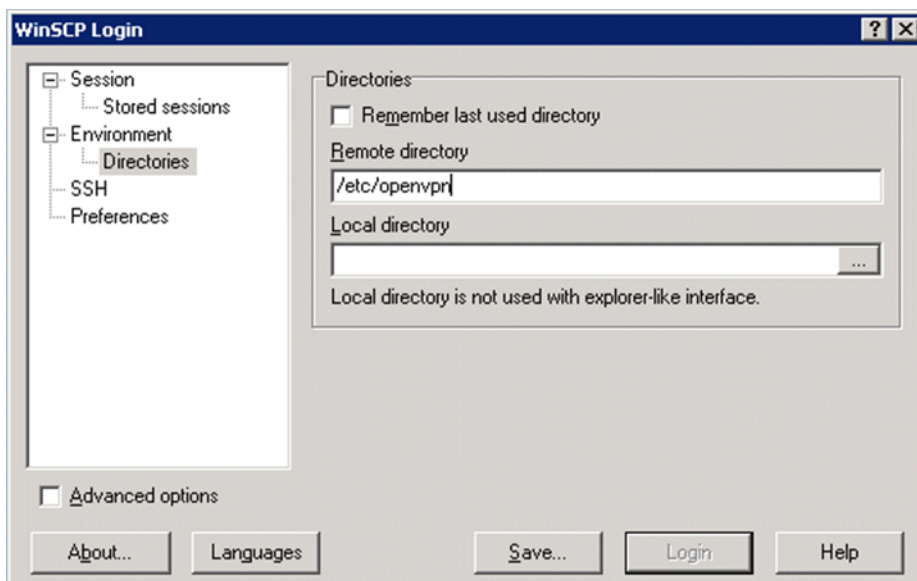 WinSCP Login
Session
Stored sessions
Environment
Directories
SSH
Preferences
Directories
Remember last used directory
Remote directory
/etc/openvpn
Local directory
...
Local directory is not used with explorer-like interface.
Advanced options
About... Languages Save... Login Help